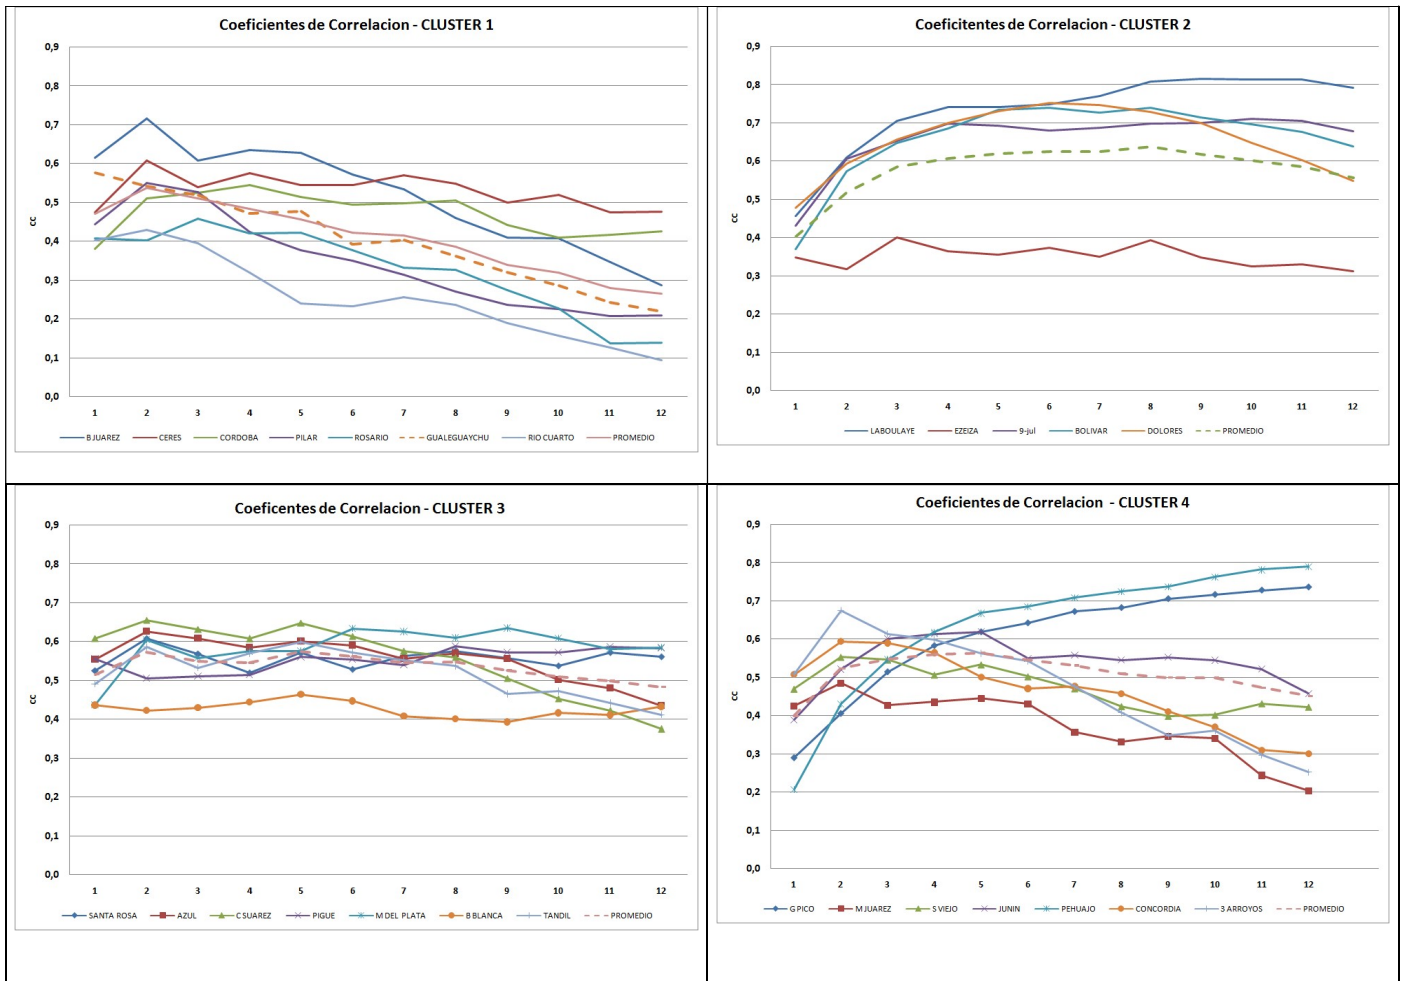 Coeficientes de Correlacion - CLUSTER 1
0,9
0,8
0,7
0,6
0,5
0,4
0,3
0,2
0,1
0,0
cc
1 2 3 4 5 6 7 8 9 10 11 12
B JUAREZ CERES CORDOBA PILAR ROSARIO GUALEGUAYCHU RIO CUARTO PROMEDIO
Coeficitentes de Correlacion - CLUSTER 2
0,9
0,8
0,7
0,6
0,5
0,4
0,3
0,2
0,1
0,0
cc
1 2 3 4 5 6 7 8 9 10 11 12
LABOULAYE EZEIZA 9-jul BOLIVAR DOLORES PROMEDIO
Coeficentes de Correlacion - CLUSTER 3
0,9
0,8
0,7
0,6
0,5
0,4
0,3
0,2
0,1
0,0
cc
1 2 3 4 5 6 7 8 9 10 11 12
SANTA ROSA AZUL C SUAREZ PIGUE M DEL PLATA B BLANCA TANDIL PROMEDIO
Coeficientes de Correlacion - CLUSTER 4
0,9
0,8
0,7
0,6
0,5
0,4
0,3
0,2
0,1
0,0
cc
1 2 3 4 5 6 7 8 9 10 11 12
G PICO M JUAREZ S VIEJO JUNIN PEHUAJO CONCORDIA 3 ARROYOS PROMEDIO